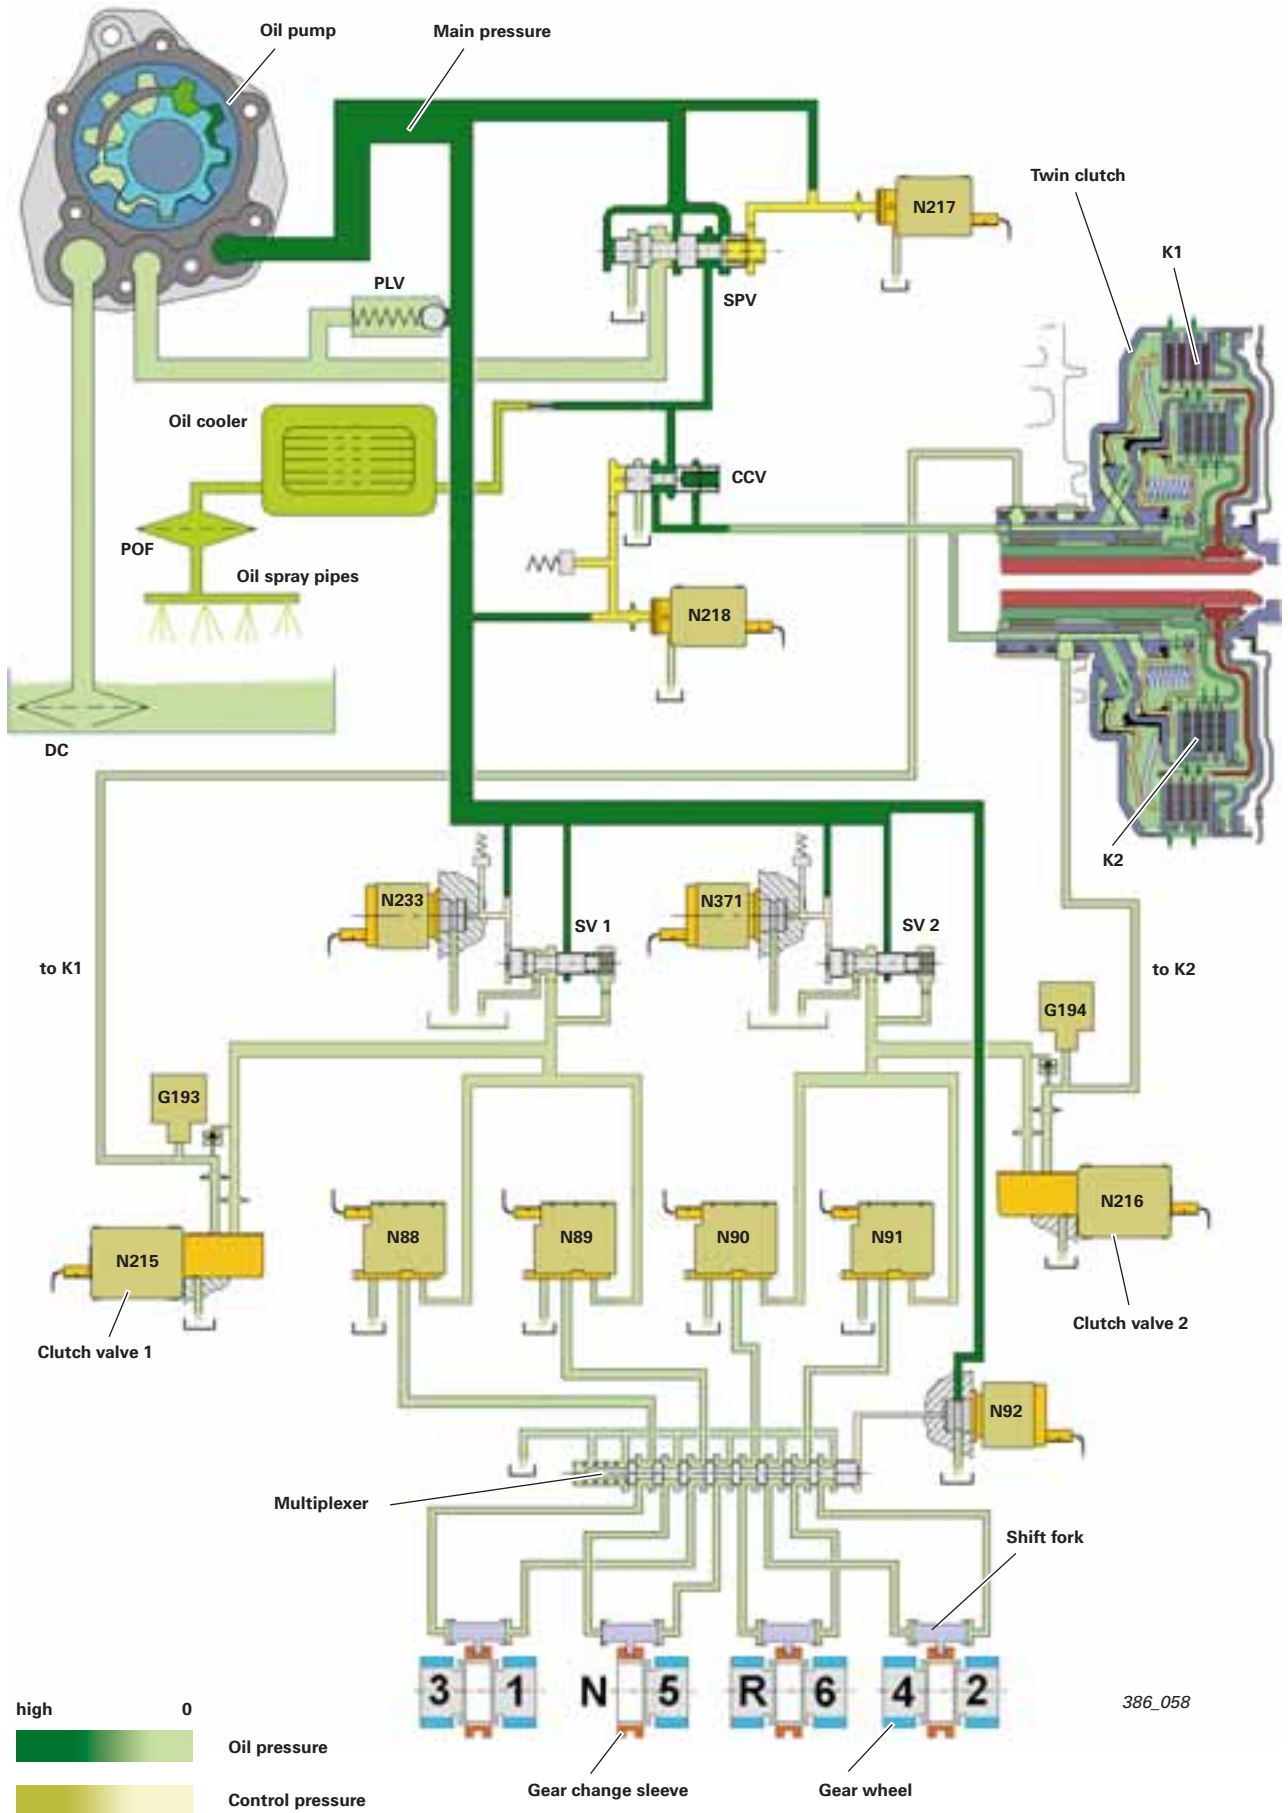 Oil pump
Main pressure
Twin clutch
N217
K1
PLV
SPV
Oil cooler
CCV
POF
Oil spray pipes
N218
DC
K2
N233
N371
SV 1
SV 2
to K1
to K2
G194
G193
N88
N89
N90
N91
N216
N215
Clutch valve 1
Clutch valve 2
N92
Multiplexer
Shift fork
3 1 N 5 R 6 4 2
386_058
high 0
Oil pressure
Gear change sleeve
Gear wheel
Control pressure